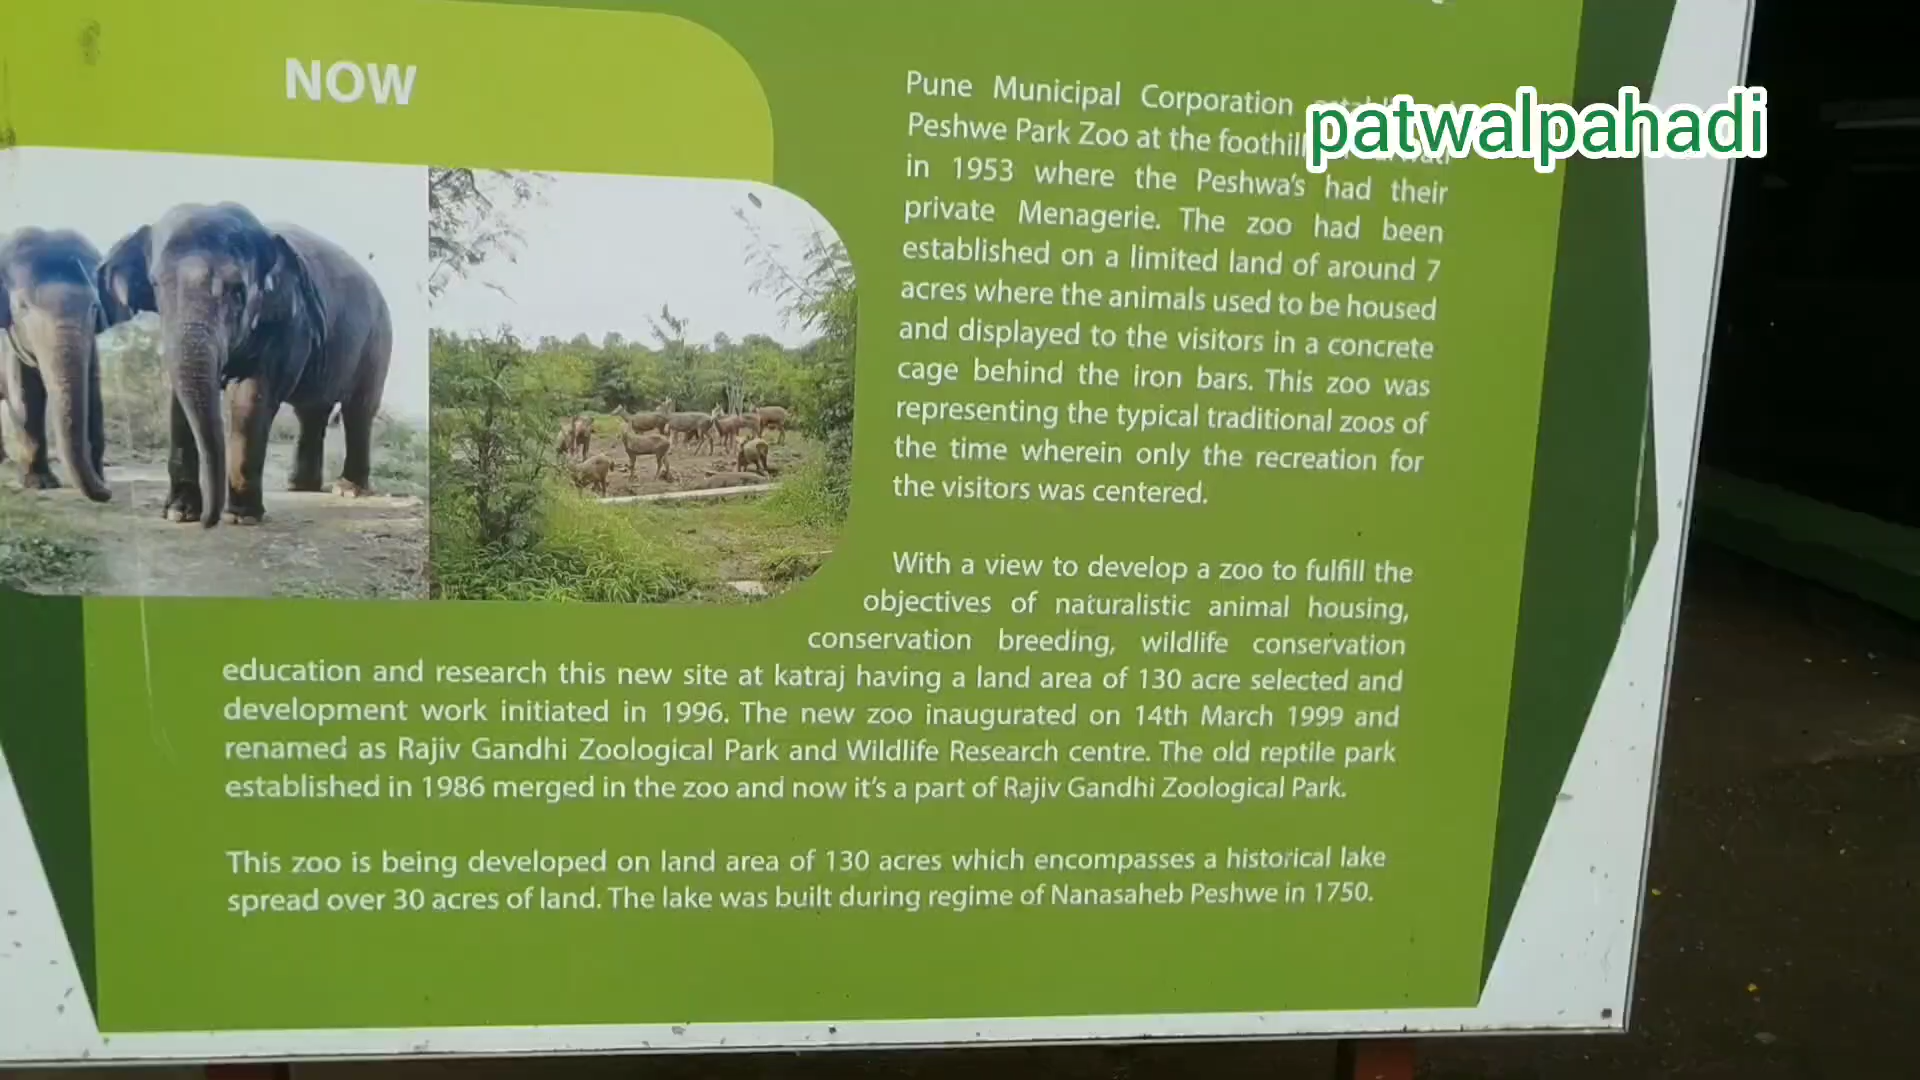 NOW
patwalpahadi
Pune Municipal Corporation
Peshwe Park Zoo at the
in 1953 where the Peshwa's had their
private Menagerie. The zoo had been
established on a limited land of around 7
acres where the animals used to be housed
and displayed to the visitors in a concrete
cage behind the iron bars. This zoo was
representing the typical traditional zoos of
the time wherein only the recreation for
the visitors was centered.
With a view to develop a zoo to fulfill the
objectives of naturalistic animal housing,
conservation breeding, wildlife conservation
education and research this new site at katraj having a land area of 130 acre selected and
development work initiated in 1996. The new zoo inaugurated on 14th March 1999 and
renamed as Rajiv Gandhi Zoological Park and Wildlife Research centre. The old reptile park
established in 1986 merged in the zoo and now it's a part of Rajiv Gandhi Zoological Park.
This zoo is being developed on land area of 130 acres which encompasses a historical lake
spread over 30 acres of land. The lake was built during regime of Nanasaheb Peshwe in 1750.